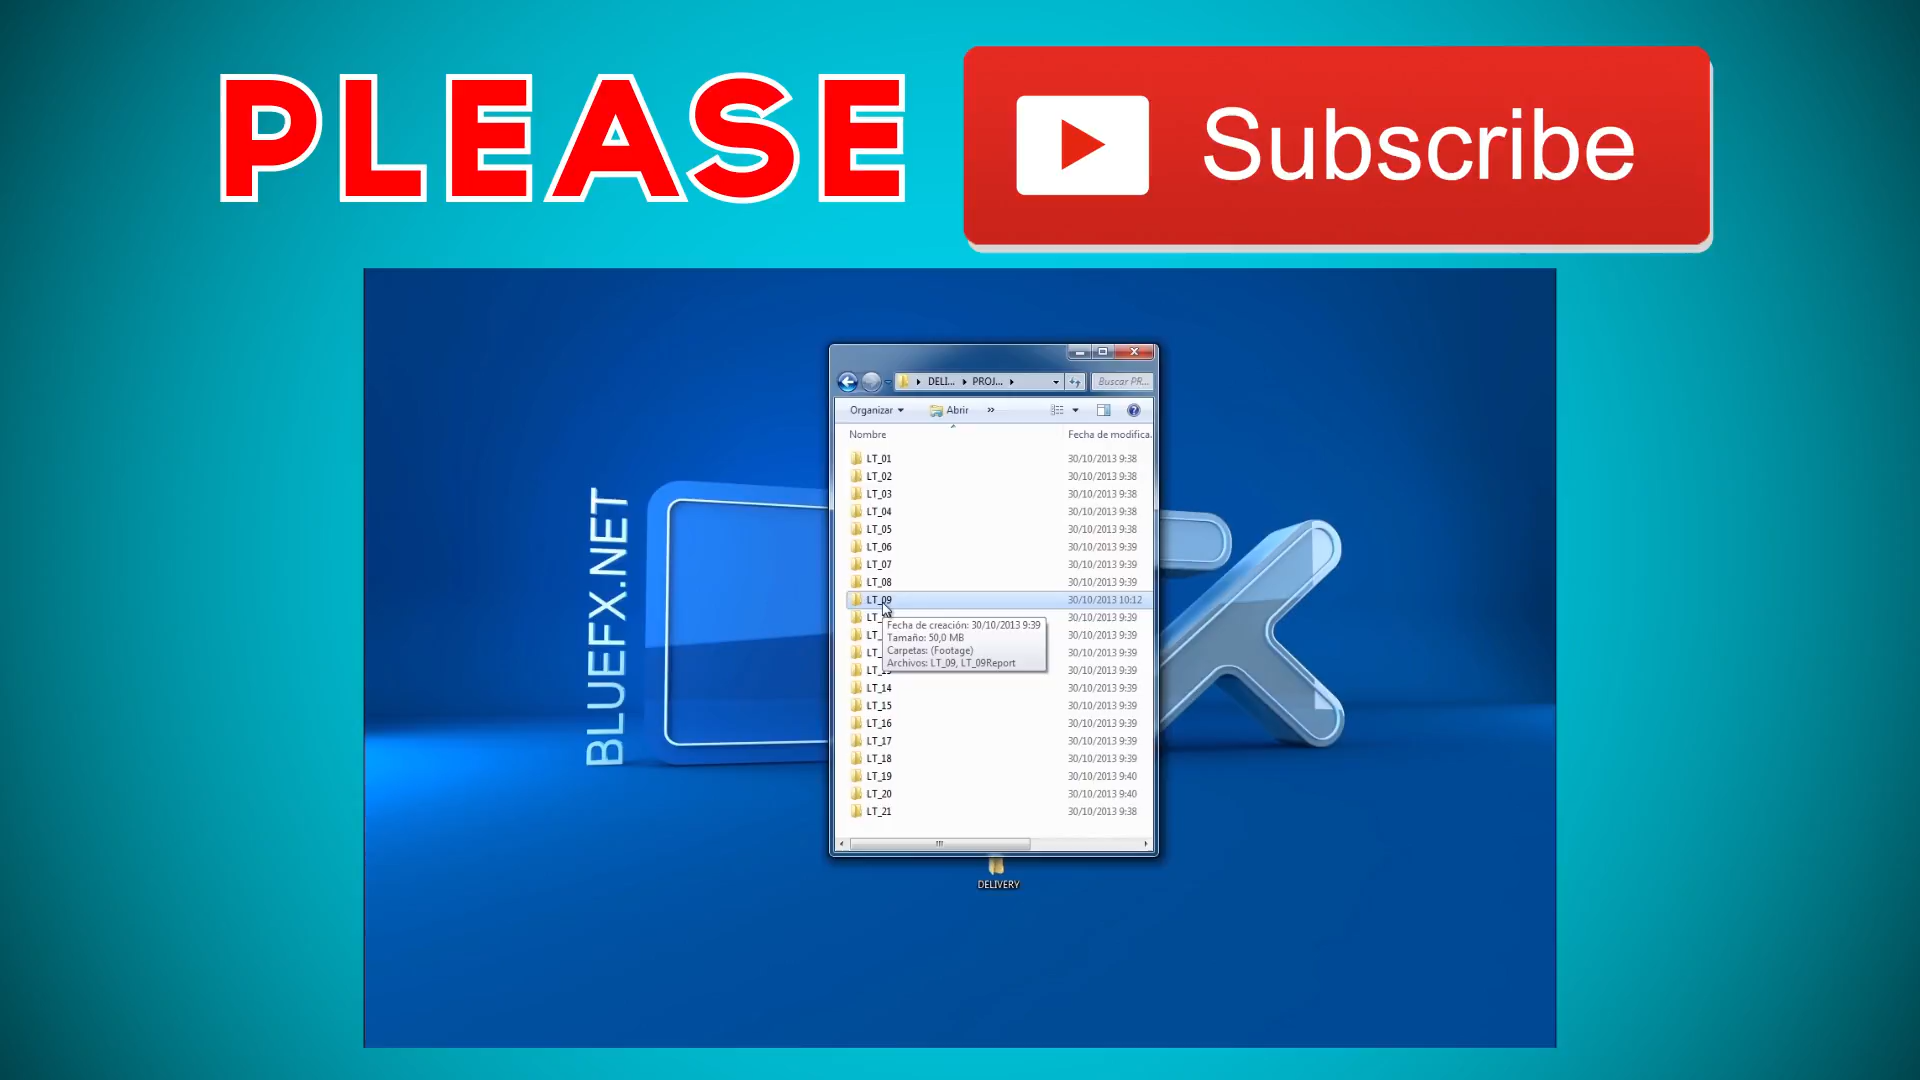 PLEASE
Subscribe
BLUEFX.NET
DELI... PROJ... Buscar PR...
Organizar Abrir »
Nombre Fecha de modifica
LT_01 30/10/2013 9:38
LT_02 30/10/2013 9:38
LT_03 30/10/2013 9:38
LT_04 30/10/2013 9:38
LT_05 30/10/2013 9:38
LT_06 30/10/2013 9:39
LT_07 30/10/2013 9:39
LT_08 30/10/2013 9:39
LT_09 30/10/2013 10:12
LT_ 30/10/2013 9:39
LT_ 30/10/2013 9:39
LT_ 30/10/2013 9:39
LT_13 30/10/2013 9:39
Fecha de creación: 30/10/2013 9:39
Tamaño: 50,0 MB
Carpetas: (Footage)
Archivos: LT_09, LT_09Report
LT_14 30/10/2013 9:39
LT_15 30/10/2013 9:39
LT_16 30/10/2013 9:39
LT_17 30/10/2013 9:39
LT_18 30/10/2013 9:39
LT_19 30/10/2013 9:40
LT_20 30/10/2013 9:40
LT_21 30/10/2013 9:38
DELIVERY